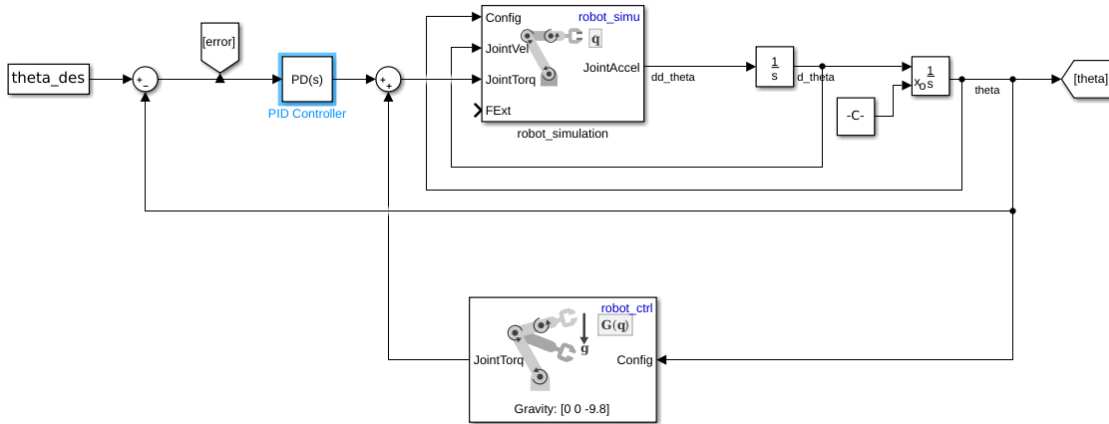 [error]
theta_des
+
−
PD(s)
PID Controller
+
+
Config
JointVel
JointTorq
FExt
robot_simu
q
JointAccel
robot_simulation
dd_theta
1
s
d_theta
-C-
1
s
xo
theta
[theta]
robot_ctrl
G(q)
g
JointTorq
Config
Gravity: [0 0 -9.8]